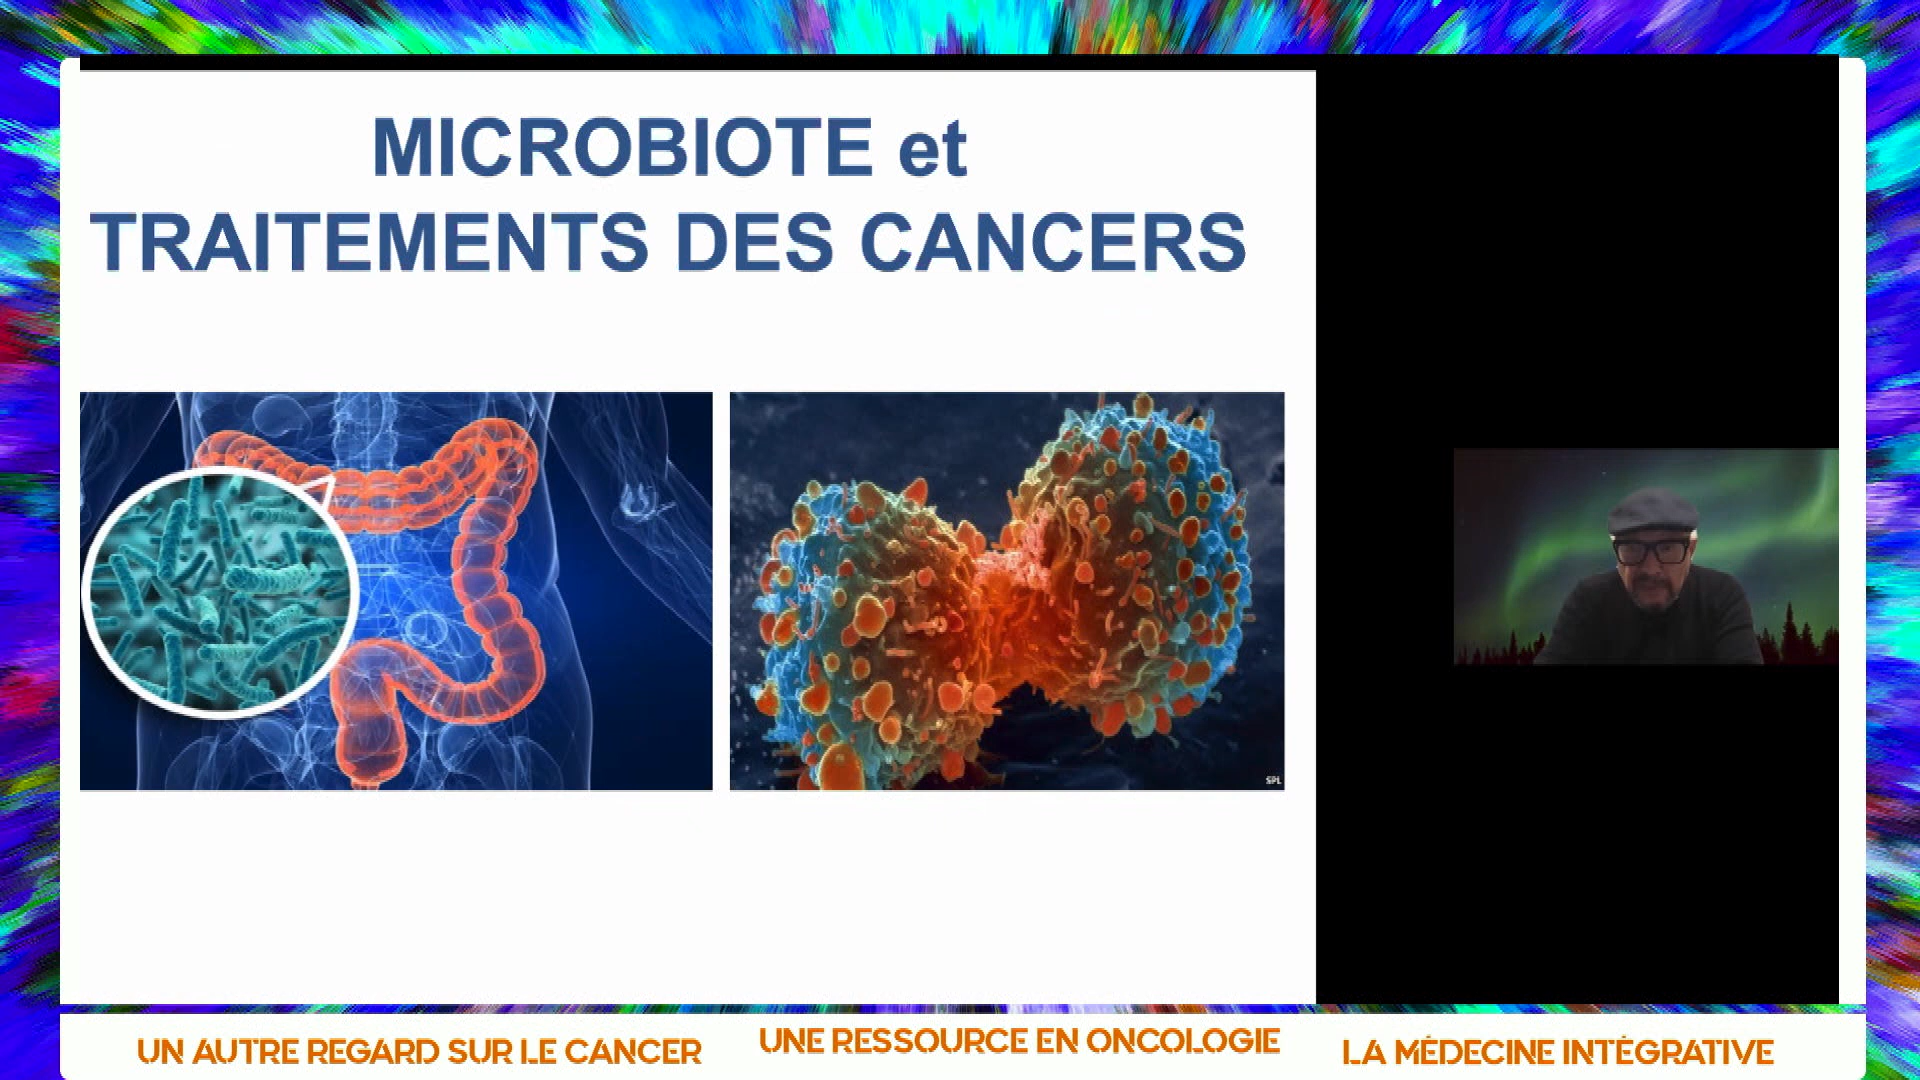 MICROBIOTE et
TRAITEMENTS DES CANCERS
SPL
UN AUTRE REGARD SUR LE CANCER
UNE RESSOURCE EN ONCOLOGIE
LA MÉDECINE INTÉGRATIVE